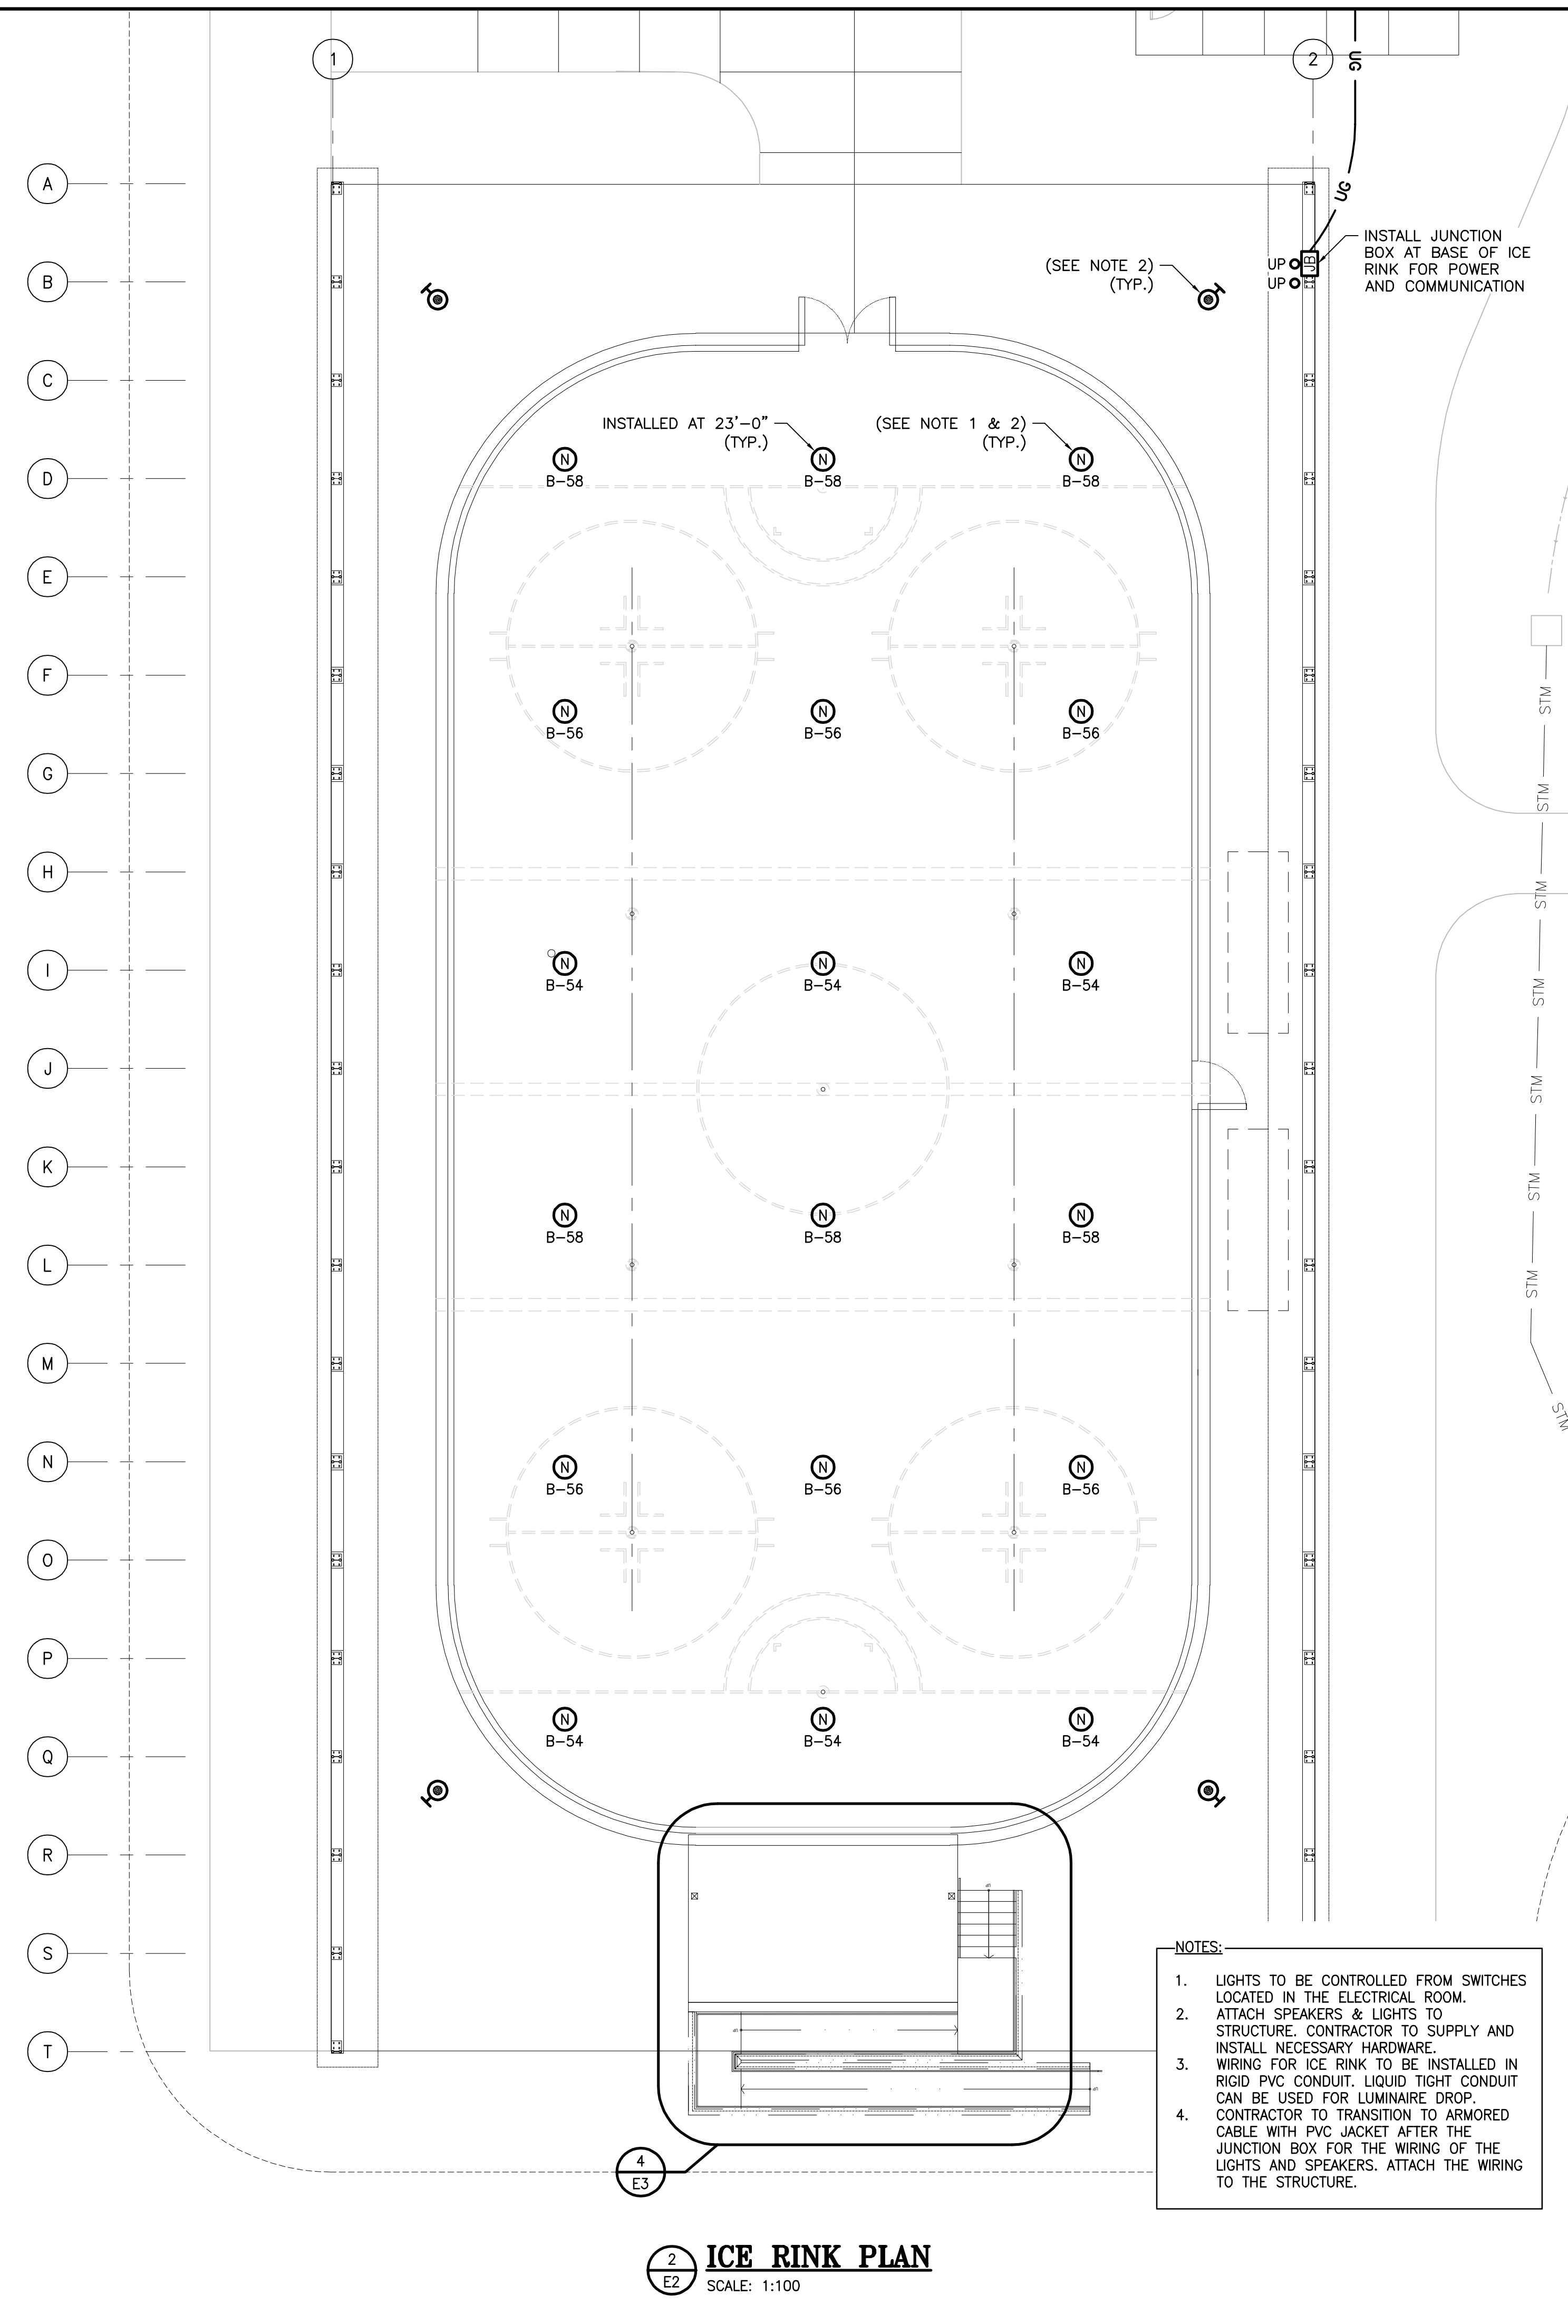 1
2
UG
UG
A
B
C
D
E
F
G
H
I
J
K
L
M
N
O
P
Q
R
S
T
INSTALL JUNCTION
BOX AT BASE OF ICE
RINK FOR POWER
AND COMMUNICATION
UP
UP
JB
(SEE NOTE 2)
(TYP.)
INSTALLED AT 23'-0"
(TYP.)
(SEE NOTE 1 & 2)
(TYP.)
N N N
B-58 B-58 B-58
N N N
B-56 B-56 B-56
N N N
B-54 B-54 B-54
N N N
B-58 B-58 B-58
N N N
B-56 B-56 B-56
N N N
B-54 B-54 B-54
STM
STM
STM
STM
STM
STM
STM
STM
NOTES:
1. LIGHTS TO BE CONTROLLED FROM SWITCHES
LOCATED IN THE ELECTRICAL ROOM.
2. ATTACH SPEAKERS & LIGHTS TO
STRUCTURE. CONTRACTOR TO SUPPLY AND
INSTALL NECESSARY HARDWARE.
3. WIRING FOR ICE RINK TO BE INSTALLED IN
RIGID PVC CONDUIT. LIQUID TIGHT CONDUIT
CAN BE USED FOR LUMINAIRE DROP.
4. CONTRACTOR TO TRANSITION TO ARMORED
CABLE WITH PVC JACKET AFTER THE
JUNCTION BOX FOR THE WIRING OF THE
LIGHTS AND SPEAKERS. ATTACH THE WIRING
TO THE STRUCTURE.
4
E3
2
E2
ICE RINK PLAN
SCALE: 1:100